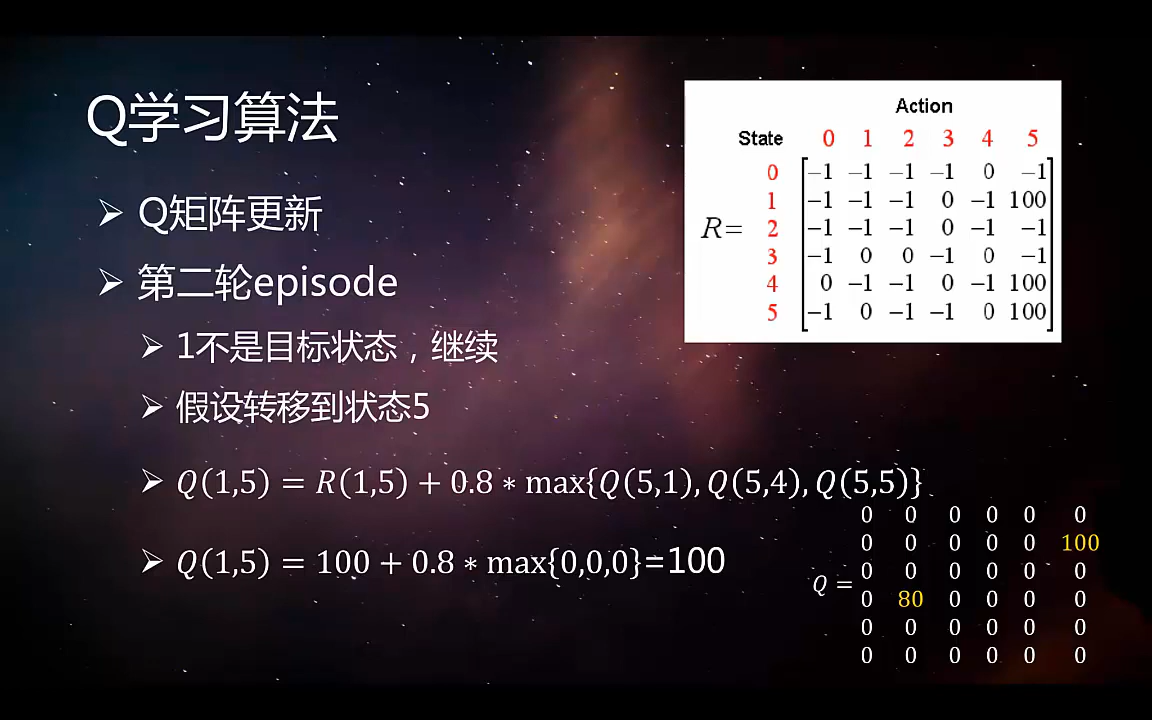 Q学习算法
Q矩阵更新
第二轮episode
1不是目标状态，继续
假设转移到状态5
Q(1,5) = R(1,5) + 0.8 ∗ max{Q(5,1), Q(5,4), Q(5,5)}
Q(1,5) = 100 + 0.8 ∗ max{0,0,0}=100
Action
State 0 1 2 3 4 5
0 −1 −1 −1 −1 0 −1
1 −1 −1 −1 0 −1 100
R= 2 −1 −1 −1 0 −1 −1
3 −1 0 0 −1 0 −1
4 0 −1 −1 0 −1 100
5 −1 0 −1 −1 0 100
0 0 0 0 0 0
0 0 0 0 0 100
0 0 0 0 0 0
Q =
0 80 0 0 0 0
0 0 0 0 0 0
0 0 0 0 0 0